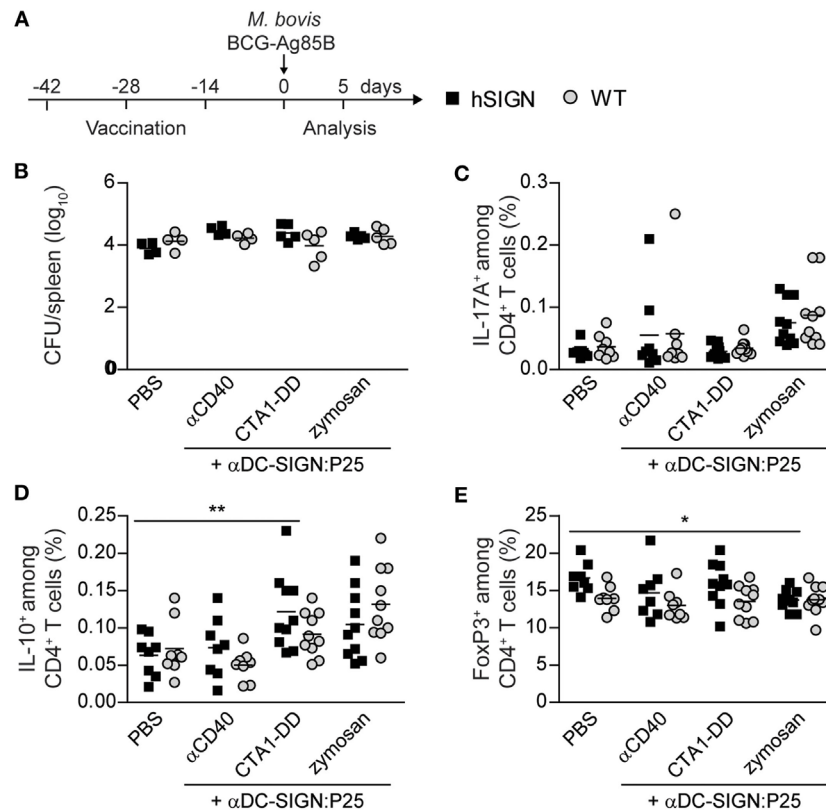 A
M. bovis
BCG-Ag85B
-42 -28 -14 0 5 days
Vaccination Analysis
hSIGN WT
B
CFU/spleen (log10)
6
4
2
0
PBS
αCD40
CTA1-DD
zymosan
+ αDC-SIGN:P25
C
IL-17A+ among
CD4+ T cells (%)
0.3
0.2
0.1
0.0
PBS
αCD40
CTA1-DD
zymosan
+ αDC-SIGN:P25
D
IL-10+ among
CD4+ T cells (%)
0.25
0.20
0.15
0.10
0.05
0.00
**
PBS
αCD40
CTA1-DD
zymosan
+ αDC-SIGN:P25
E
FoxP3+ among
CD4+ T cells (%)
25
20
15
10
5
0
*
PBS
αCD40
CTA1-DD
zymosan
+ αDC-SIGN:P25